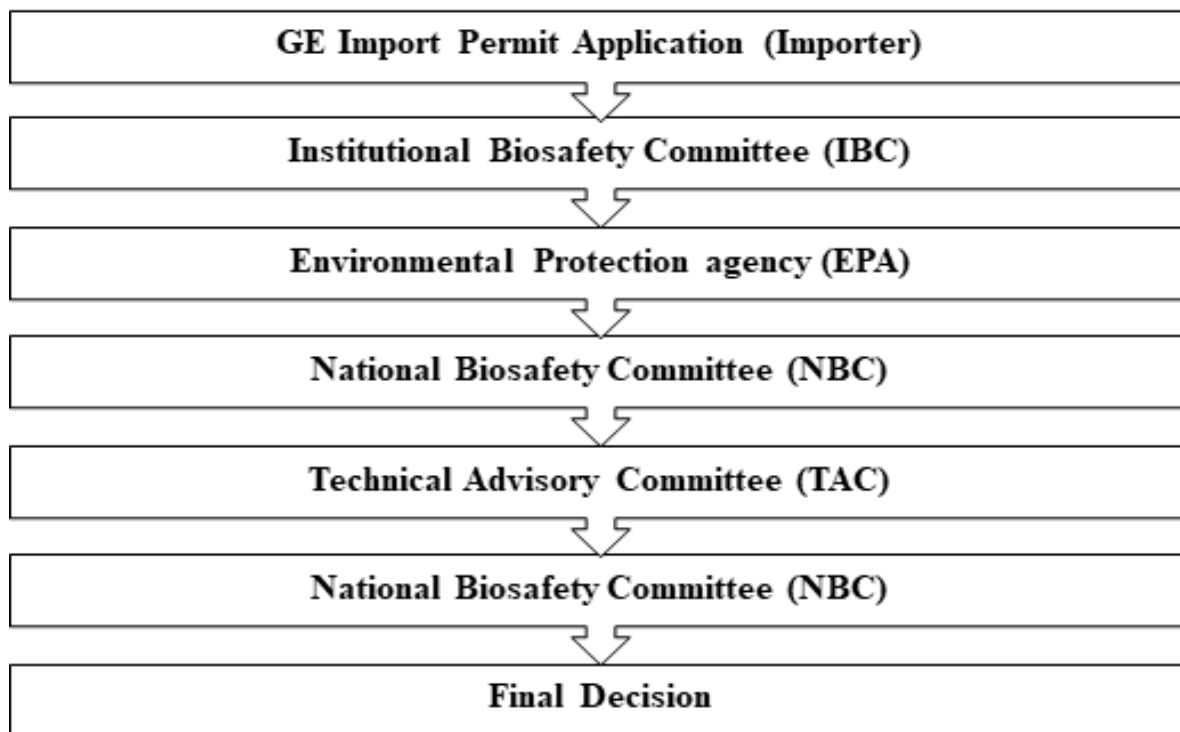 GE Import Permit Application (Importer)
Institutional Biosafety Committee (IBC)
Environmental Protection agency (EPA)
National Biosafety Committee (NBC)
Technical Advisory Committee (TAC)
National Biosafety Committee (NBC)
Final Decision